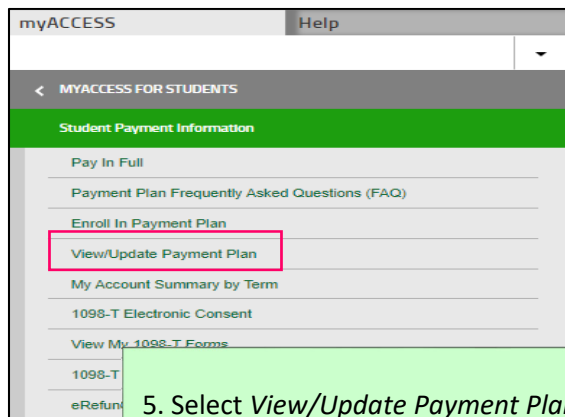 myACCESS Help
< MYACCESS FOR STUDENTS
Student Payment Information
Pay In Full
Payment Plan Frequently Asked Questions (FAQ)
Enroll In Payment Plan
View/Update Payment Plan
My Account Summary by Term
1098-T Electronic Consent
View My 1098-T Forms
1098-T
5. Select View/Update Payment Plan